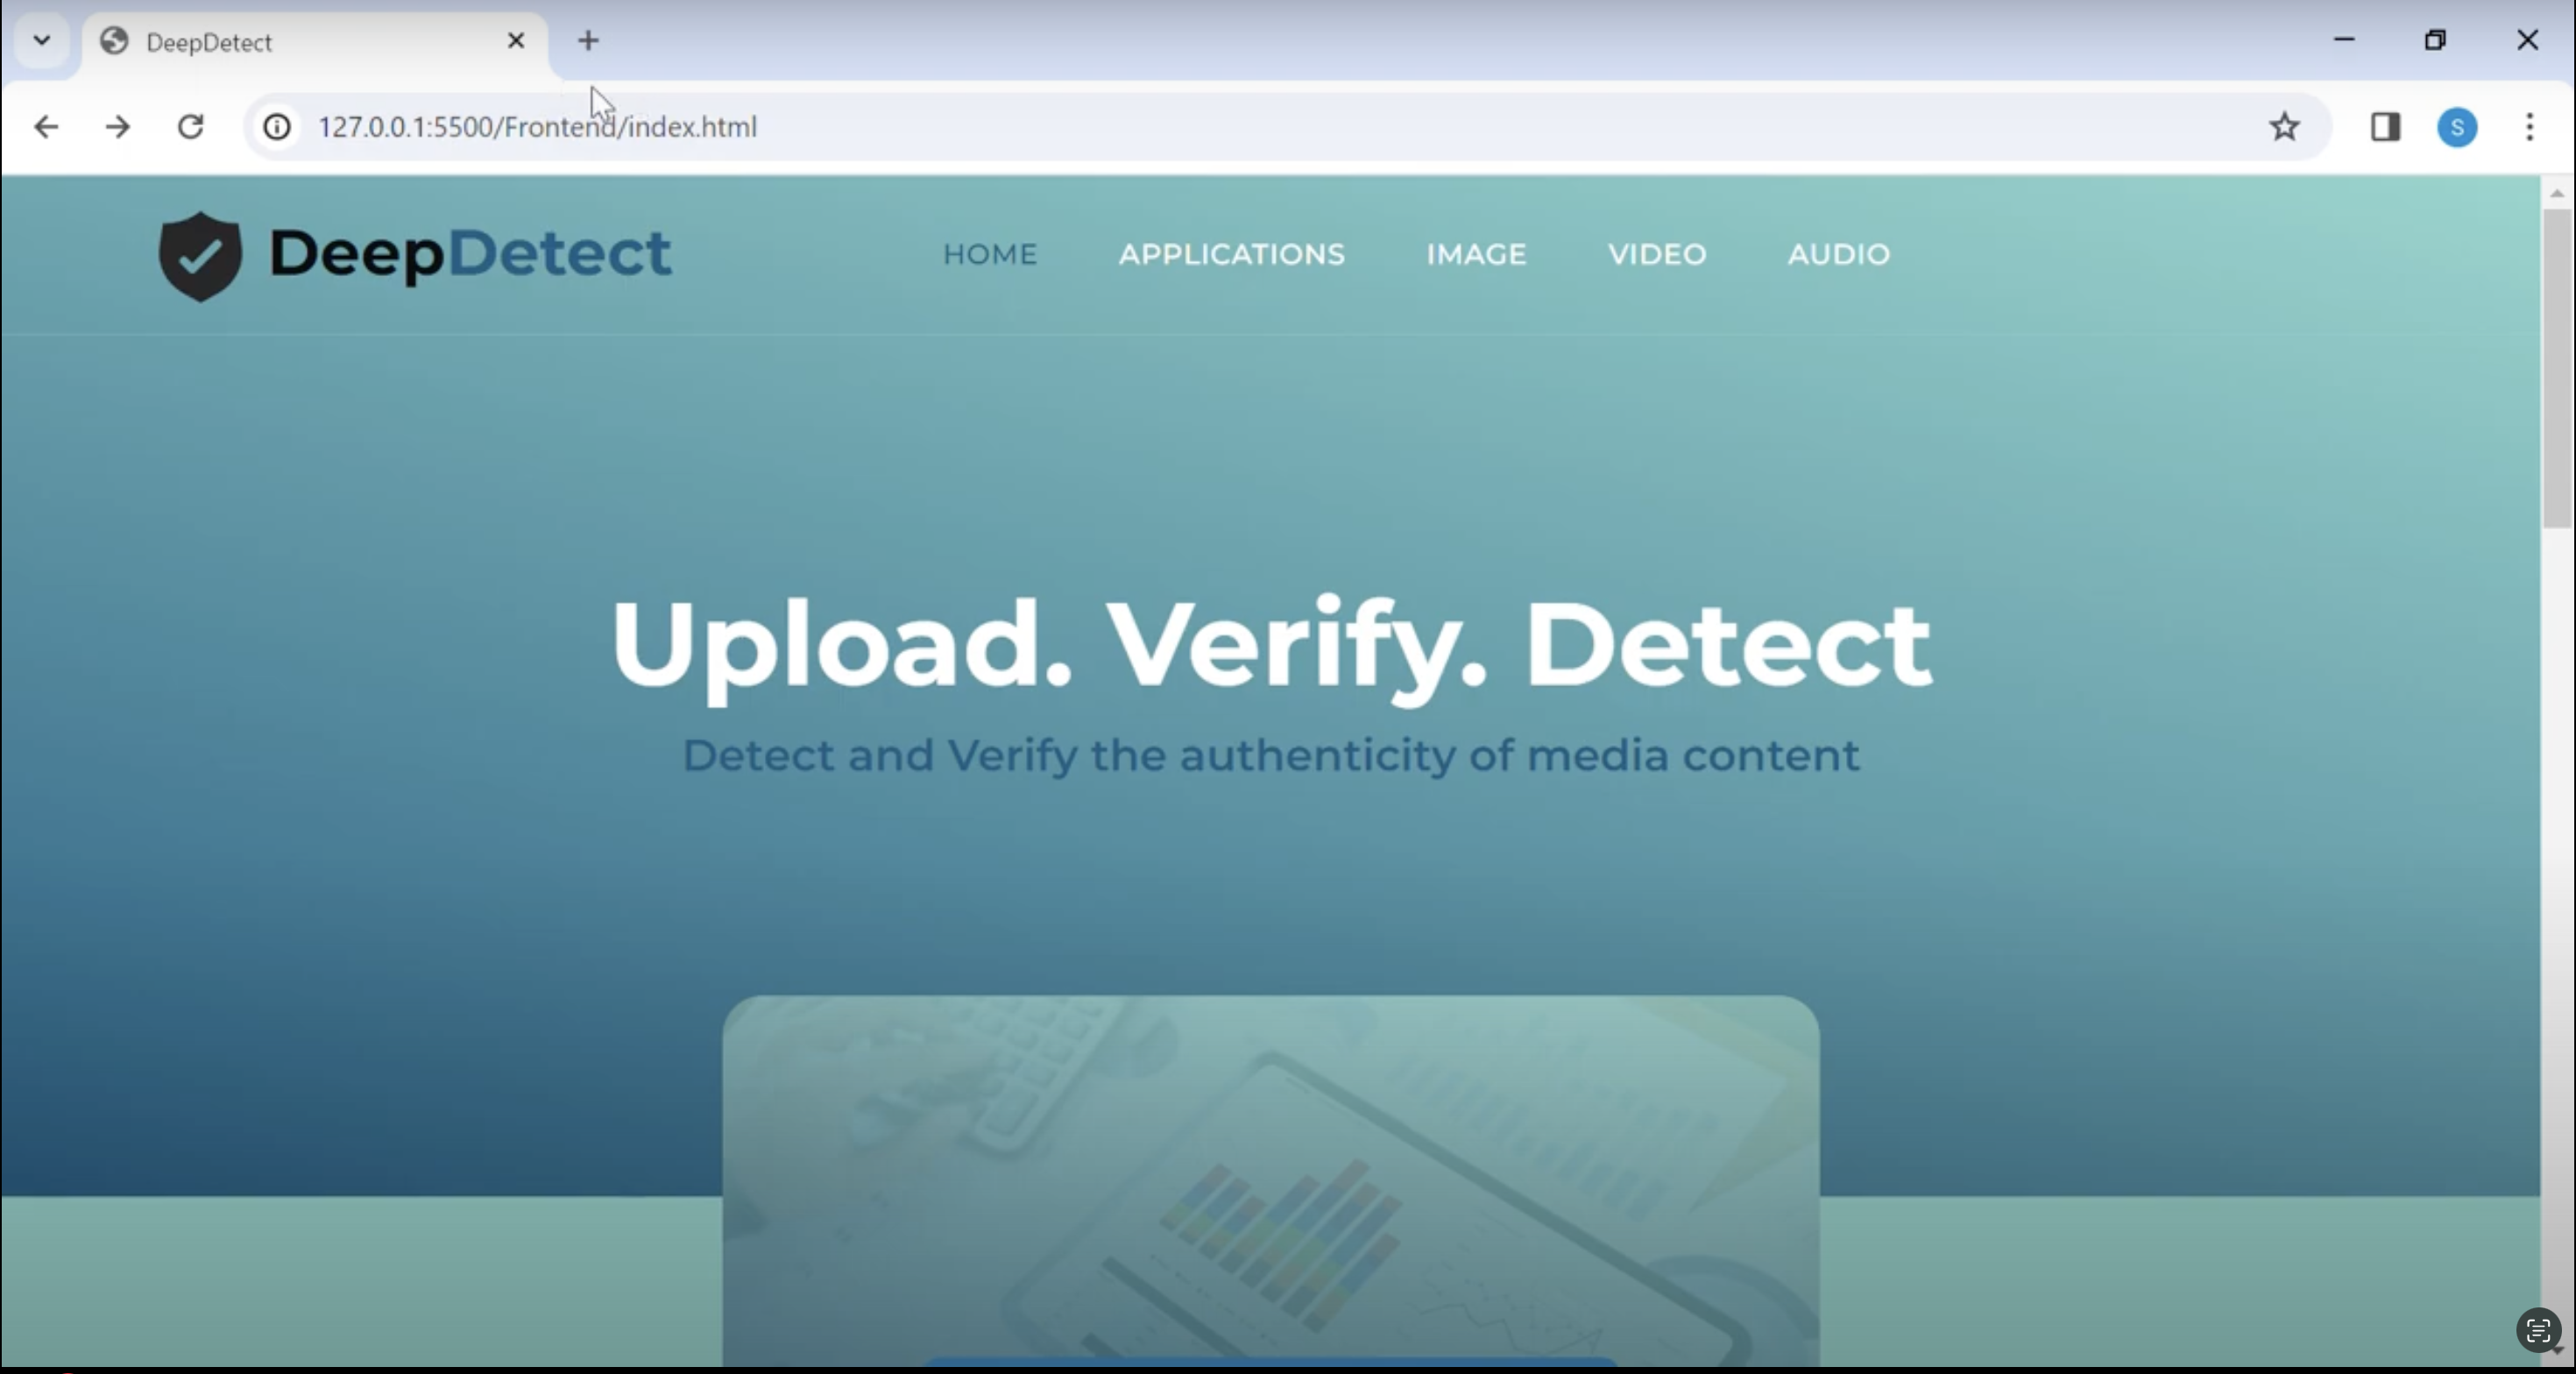 DeepDetect
127.0.0.1:5500/Frontend/index.html
S
DeepDetect
HOME APPLICATIONS IMAGE VIDEO AUDIO
Upload. Verify. Detect
Detect and Verify the authenticity of media content